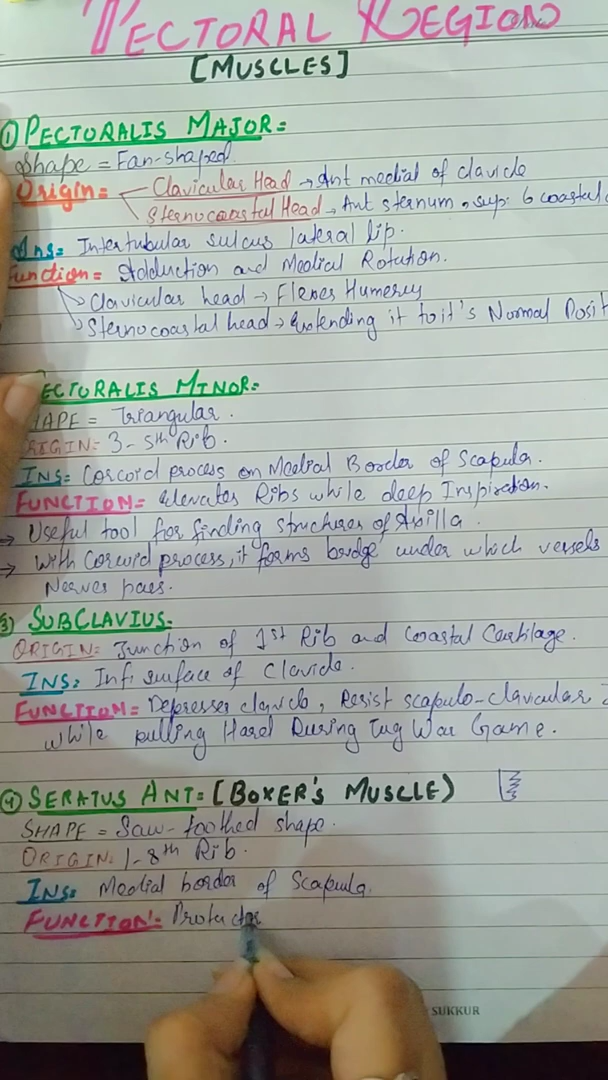 PECTORAL REGION
[MUSCLES]
① PECTORALIS MAJOR=
Shape = Fan-shaped.
Origin= Clavicular Head → Ant medial of clavicle
Sternocoastal Head → Ant sternum, sup. 6 coastal
Ins= Intertubular sulcus lateral lip.
Function= Adduction and Medial Rotation.
Clavicular head → Flexes Humerus
Sternocoastal head → Extending it to it's Normal Posit
PECTORALIS MINOR=
SHAPE = Triangular.
ORIGIN= 3-5th Rib.
INS= Corcoid process on Medial Border of Scapula.
FUNCTION= Elevates Ribs while deep Inspiration.
→ Useful tool for finding structures of Axilla.
→ With Corcoid process, it forms bridge under which vessels
Nerves pass.
③ SUBCLAVIUS=
ORIGIN= Junction of 1st Rib and Coastal Cartilage.
INS= Inf. surface of Clavicle.
FUNCTION= Depresses clavicle, Resist scapulo-clavicular
while pulling Hard During Tug War Game.
④ SERATUS ANT= [BOXER'S MUSCLE)
SHAPE = Saw-toothed shape.
ORIGIN= 1-8th Rib.
INS= Medial border of Scapula.
FUNCTION=
SUKKUR